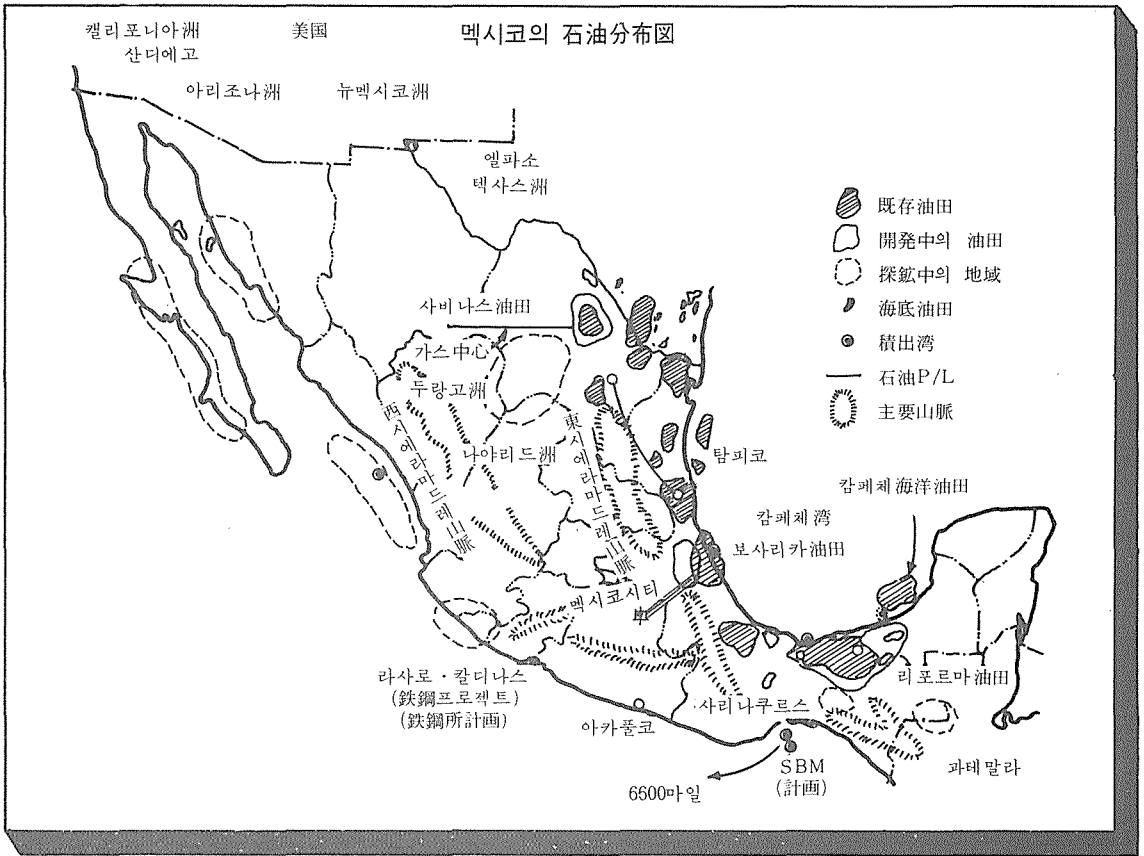 멕시코의 石油分布図
캘리포니아洲
산디에고
美国
아리조나洲
뉴멕시코洲
엘파소
텍사스洲
既存油田
開発中의 油田
探鉱中의 地域
海底油田
積出湾
石油P/L
主要山脈
사비나스油田
가스中心
두랑고洲
西시에라마드레山脈
나야리드洲
東시에라마드레山脈
탐피코
캄페체海洋油田
캄페체湾
보사리카油田
멕시코시티
라사로·칼디나스
(鉄鋼프로젝트)
(鉄鋼所計画)
아카풀코
사리나쿠르스
리포르마油田
SBM
(計画)
6600마일
과테말라